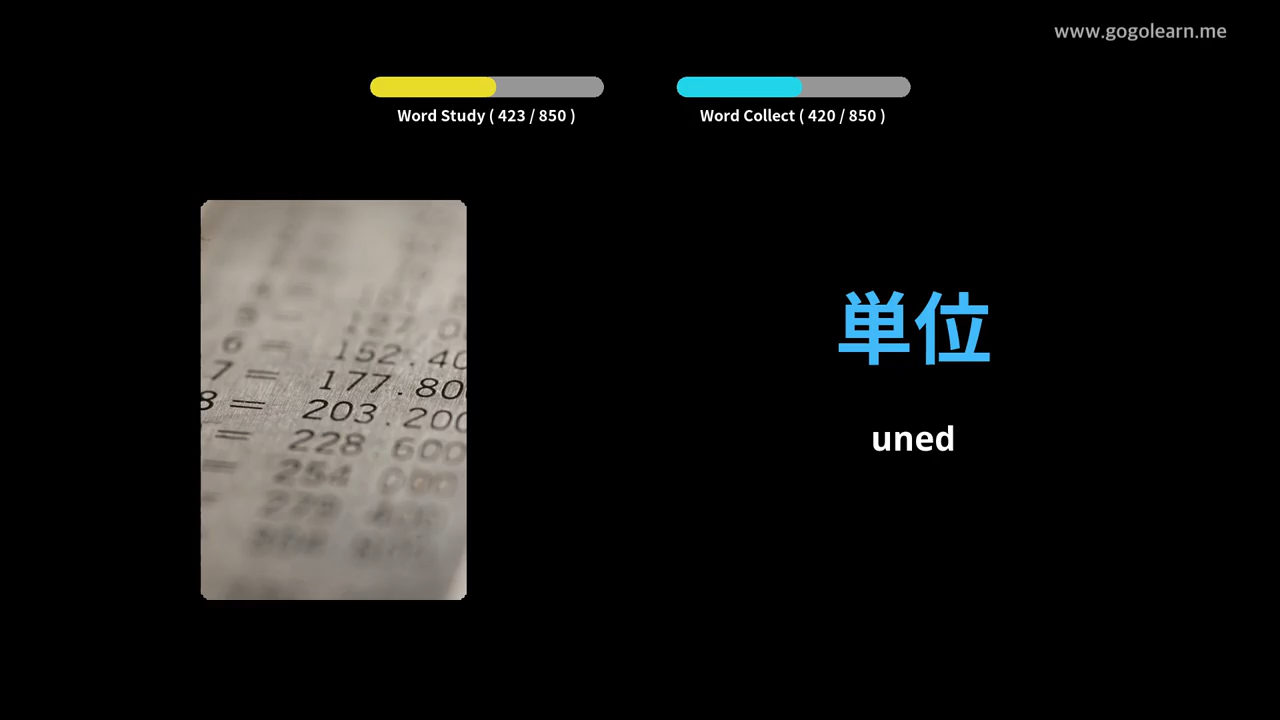 www.gogolearn.me
Word Study ( 423 / 850 )
Word Collect ( 420 / 850 )
6 = 152.40
7 = 177.80
8 = 203.200
= 228.600
= 254 000
単位
uned